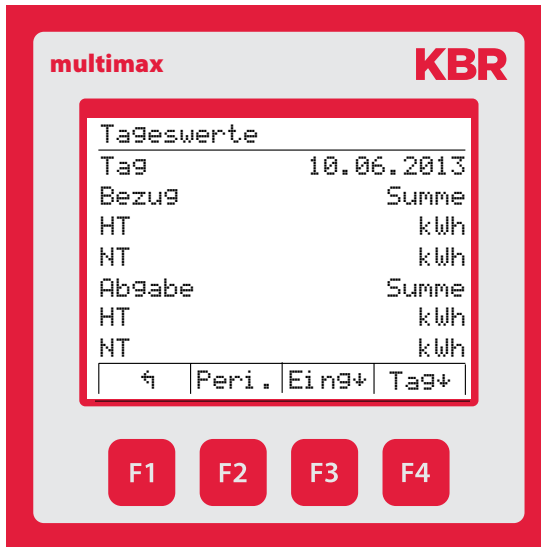 multimax KBR
Tageswerte
Tag 10.06.2013
Bezug Summe
HT kWh
NT kWh
Abgabe Summe
HT kWh
NT kWh
↰ Peri. Eing↓ Tag↓
F1 F2 F3 F4